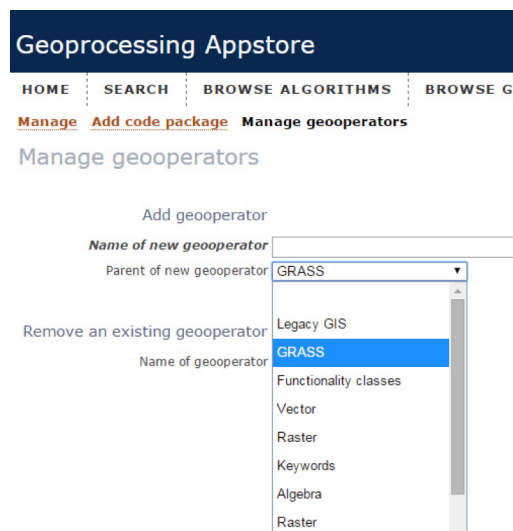 Geoprocessing Appstore
HOME SEARCH BROWSE ALGORITHMS BROWSE G
Manage Add code package Manage geooperators
Manage geooperators
Add geooperator
Name of new geooperator
Parent of new geooperator GRASS
Legacy GIS
Remove an existing geooperator
GRASS
Name of geooperator
Functionality classes
Vector
Raster
Keywords
Algebra
Raster